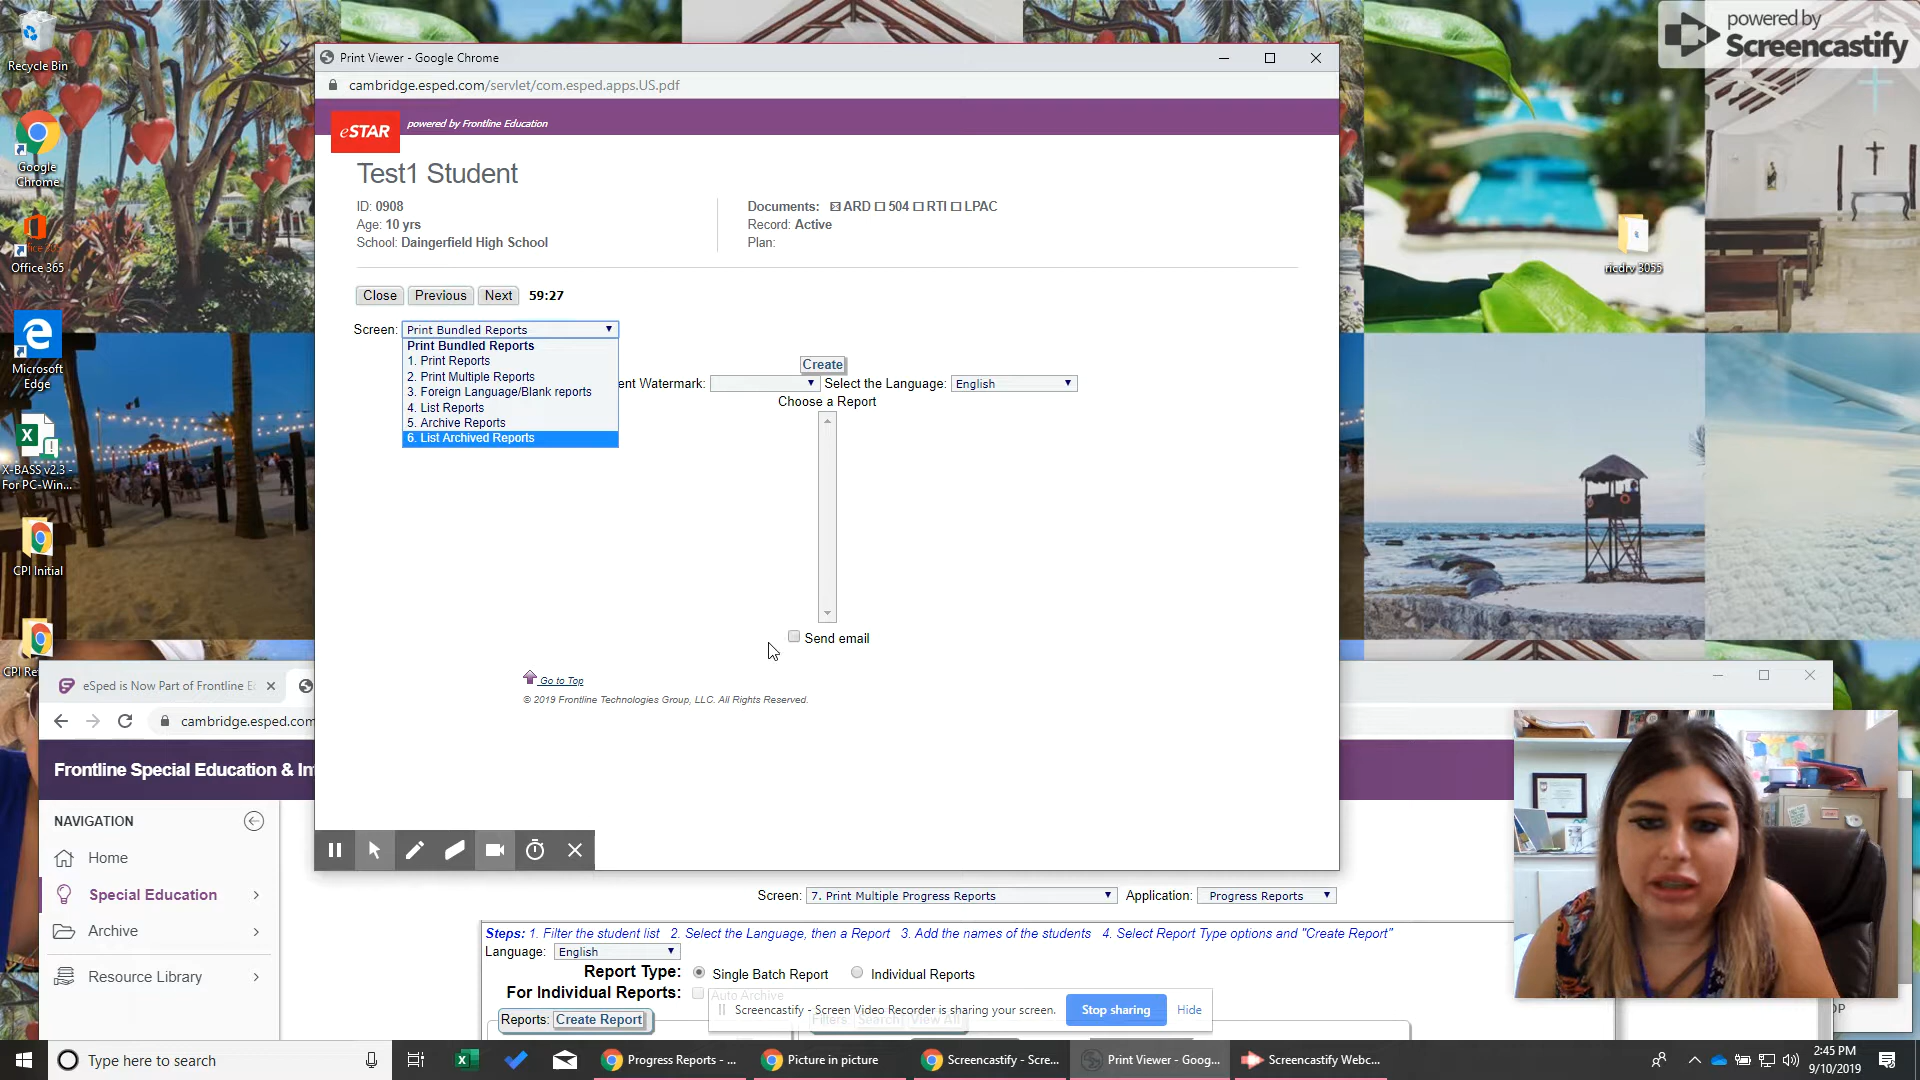 powered by
Screencastify
Recycle Bin
Google
Chrome
Office 365
Microsoft
Edge
X-BASS v2.3 -
For PC-Win...
CPI Initial
ricdrv 3055
Print Viewer - Google Chrome
cambridge.esped.com/servlet/com.esped.apps.US.pdf
eSTAR powered by Frontline Education
Test1 Student
ID: 0908
Age: 10 yrs
School: Daingerfield High School
Documents: ARD 504 RTI LPAC
Record: Active
Plan:
Close Previous Next 59:27
Screen: Print Bundled Reports
Print Bundled Reports
1. Print Reports
2. Print Multiple Reports
3. Foreign Language/Blank reports
4. List Reports
5. Archive Reports
6. List Archived Reports
Create
ent Watermark: Select the Language: English
Choose a Report
Send email
Go to Top
© 2019 Frontline Technologies Group, LLC. All Rights Reserved.
eSped is Now Part of Frontline E
cambridge.esped.com
Frontline Special Education & In
NAVIGATION
Home
Special Education
Archive
Resource Library
Screen: 7. Print Multiple Progress Reports Application: Progress Reports
Steps: 1. Filter the student list 2. Select the Language, then a Report 3. Add the names of the students 4. Select Report Type options and "Create Report"
Language: English
Report Type: Single Batch Report Individual Reports
For Individual Reports: Auto Archive
Reports: Create Report
Screencastify - Screen Video Recorder is sharing your screen. Stop sharing Hide
Type here to search
Progress Reports - ...
Picture in picture
Screencastify - Scre...
Print Viewer - Goog...
Screencastify Webc...
2:45 PM
9/10/2019